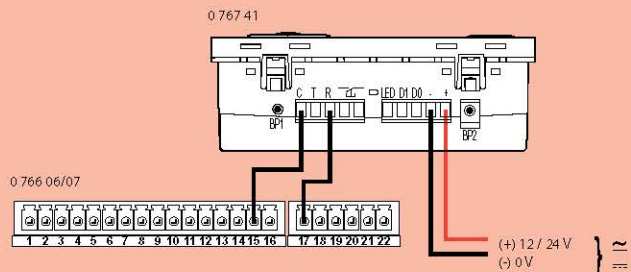 0 767 41
C T R LED D1 D0 - +
BP1
BP2
0 766 06/07
1 2 3 4 5 6 7 8 9 10 11 12 13 14 15 16 17 18 19 20 21 22
(+) 12 / 24 V
(-) 0 V